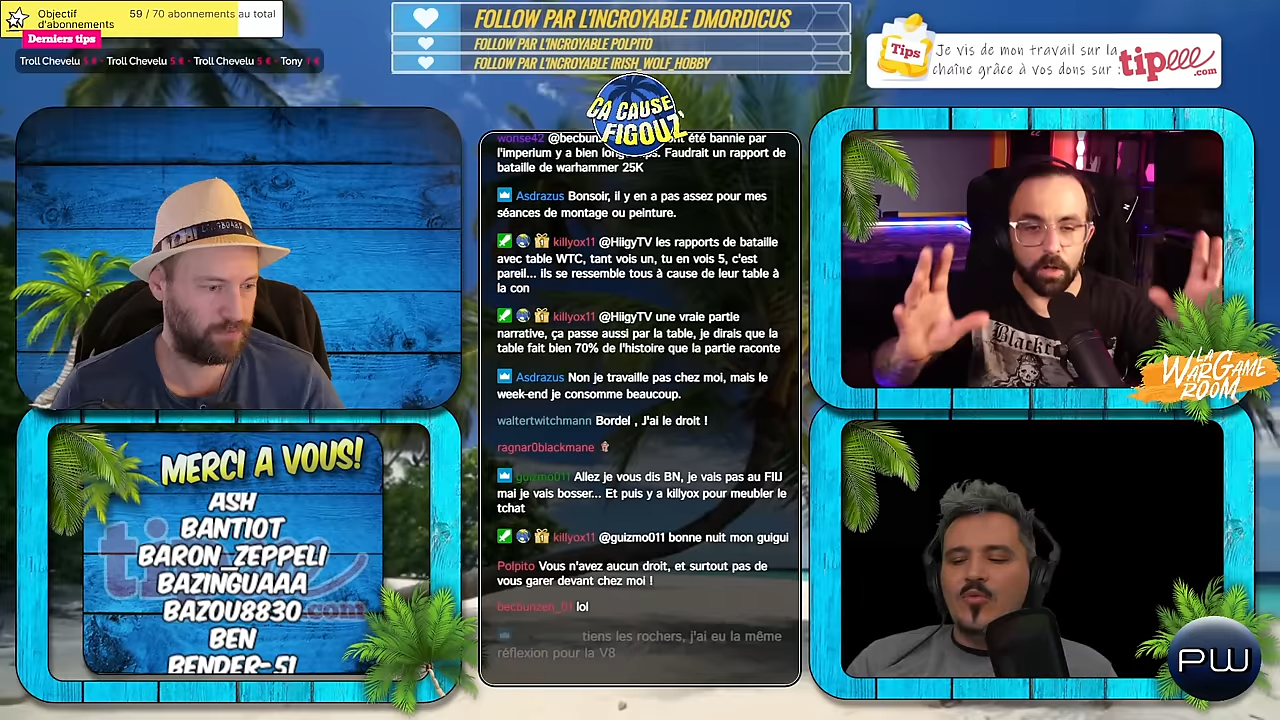 Objectif
d'abonnements
59 / 70 abonnements au total
Derniers tips
Troll Chevelu 5 € - Troll Chevelu 5 € - Troll Chevelu 5 € - Tony 1 €
FOLLOW PAR L'INCROYABLE DMORDICUS
FOLLOW PAR L'INCROYABLE POLPITO
FOLLOW PAR L'INCROYABLE IRISH_WOLF_HOBBY
Tips
Je vis de mon travail sur la
chaîne grâce à vos dons sur :
tipeee
.com
ÇA CAUSE
FIGOUZ'
wonse42 été bannie par
l'imperium y a bien Faudrait un rapport de
bataille de warhammer 25K
Asdrazus Bonsoir, il y en a pas assez pour mes
séances de montage ou peinture.
killyox11 @HiigyTV les rapports de bataille
avec table WTC, tant vois un, tu en vois 5, c'est
pareil... ils se ressemble tous à cause de leur table à
la con
killyox11 @HiigyTV une vraie partie
narrative, ça passe aussi par la table, je dirais que la
table fait bien 70% de l'histoire que la partie raconte
Asdrazus Non je travaille pas chez moi, mais le
week-end je consomme beaucoup.
waltertwitchmann Bordel , J'ai le droit !
ragnar0blackmane
guizmo011 Allez je vous dis BN, je vais pas au FIJ
mai je vais bosser... Et puis y a killyox pour meubler le
tchat
killyox11 @guizmo011 bonne nuit mon guigui
Polpito Vous n'avez aucun droit, et surtout pas de
vous garer devant chez moi !
lol
tiens les rochers, j'ai eu la même
réflexion pour la V8
LA
WARGAME
ROOM
MERCI A VOUS!
ASH
BANTIOT
BARON_ZEPPELI
BAZINGUAAA
BAZOU8830
BEN
BENDER-51
.com
PW